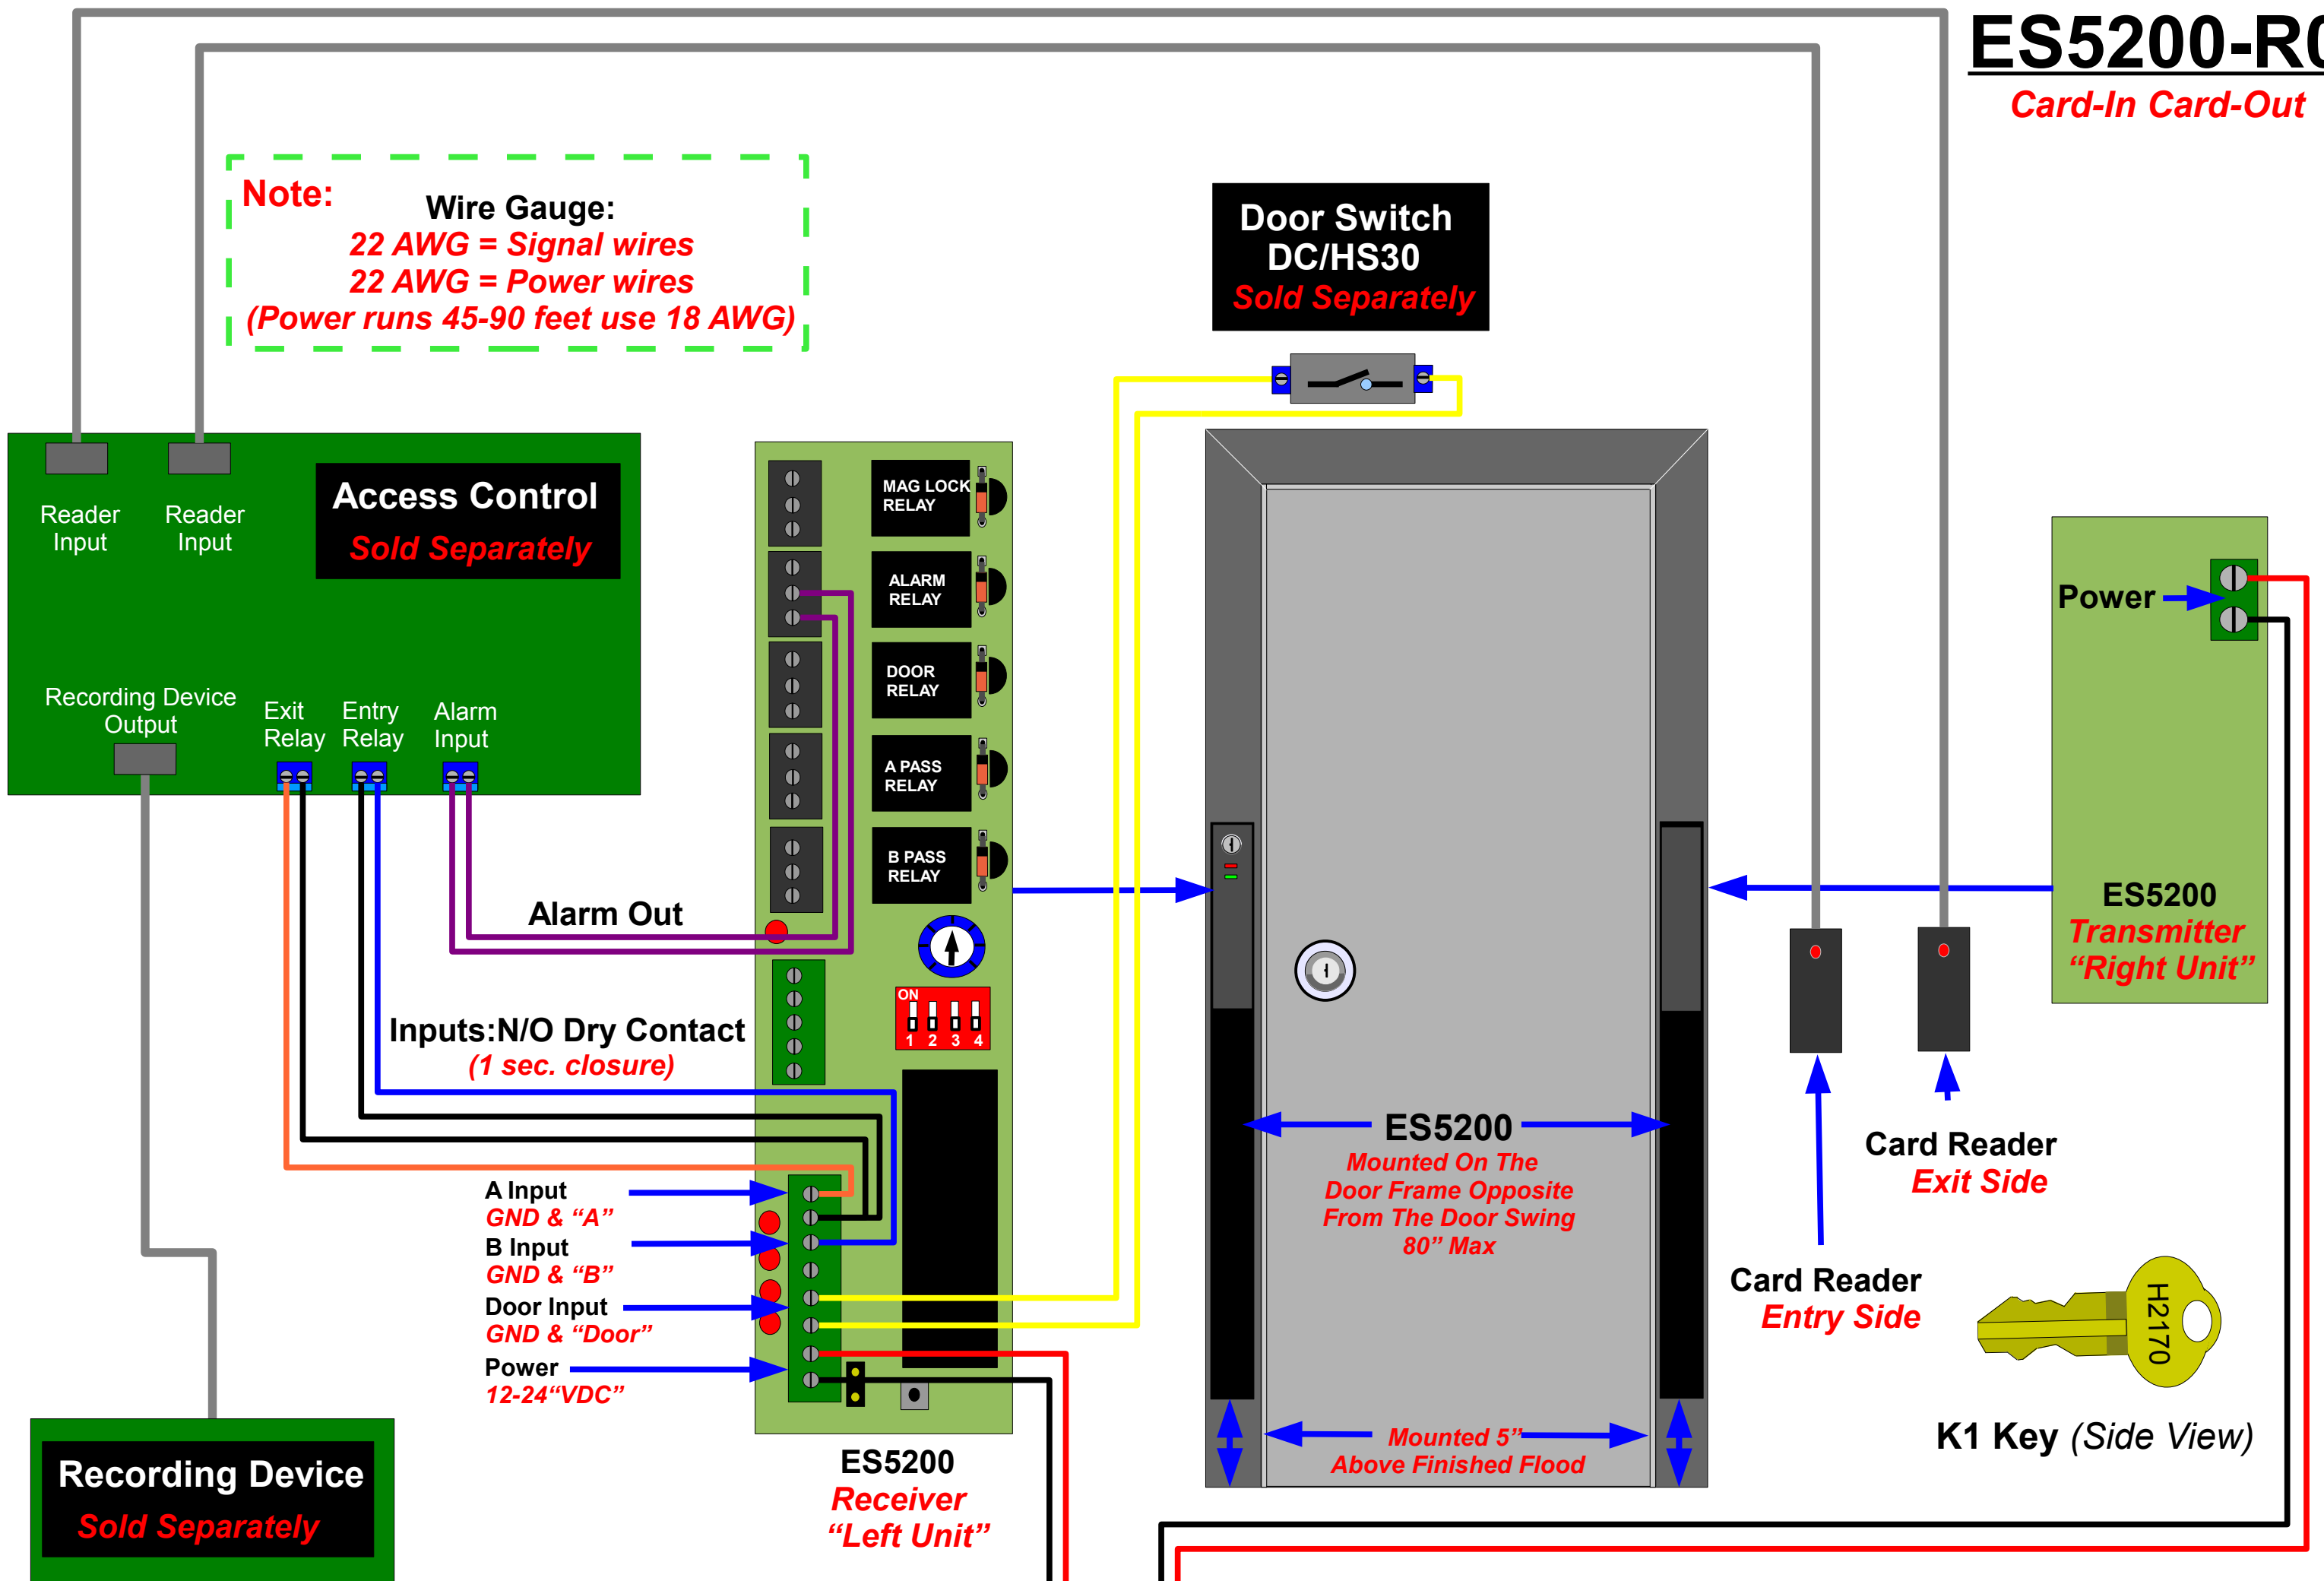 ES5200-R0
Card-In Card-Out
Note:
Wire Gauge:
22 AWG = Signal wires
22 AWG = Power wires
(Power runs 45-90 feet use 18 AWG)
Door Switch
DC/HS30
Sold Separately
Reader
Input
Reader
Input
Access Control
Sold Separately
Recording Device
Output
Exit
Relay
Entry
Relay
Alarm
Input
MAG LOCK
RELAY
ALARM
RELAY
DOOR
RELAY
A PASS
RELAY
B PASS
RELAY
ON
1 2 3 4
Alarm Out
Inputs:N/O Dry Contact
(1 sec. closure)
A Input
GND & “A”
B Input
GND & “B”
Door Input
GND & “Door”
Power
12-24“VDC”
ES5200
Receiver
“Left Unit”
Recording Device
Sold Separately
ES5200
Mounted On The
Door Frame Opposite
From The Door Swing
80” Max
Mounted 5”
Above Finished Flood
Power
ES5200
Transmitter
“Right Unit”
Card Reader
Exit Side
Card Reader
Entry Side
H2170
K1 Key (Side View)